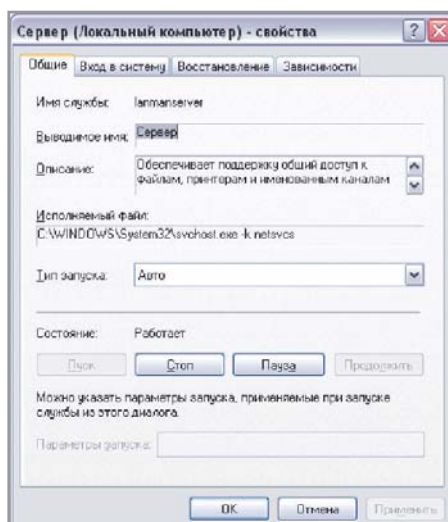 Сервер (Локальный компьютер) - свойства
Общие Вход в систему Восстановление Зависимости
Имя службы: lanmanserver
Выводимое имя: Сервер
Описание: Обеспечивает поддержку общий доступ к
файлам, принтерам и именованным каналам
Исполняемый файл:
C:\WINDOWS\System32\svchost.exe -k netsvcs
Тип запуска: Авто
Состояние: Работает
Пуск Стоп Пауза Продолжить
Можно указать параметры запуска, применяемые при запуске
службы из этого диалога.
Параметры запуска:
OK Отмена Применить